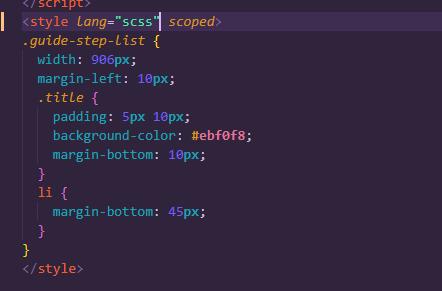 </script>
<style lang="scss" scoped>
.guide-step-list {
  width: 906px;
  margin-left: 10px;
  .title {
    padding: 5px 10px;
    background-color: #ebf0f8;
    margin-bottom: 10px;
  }
  li {
    margin-bottom: 45px;
  }
}
</style>